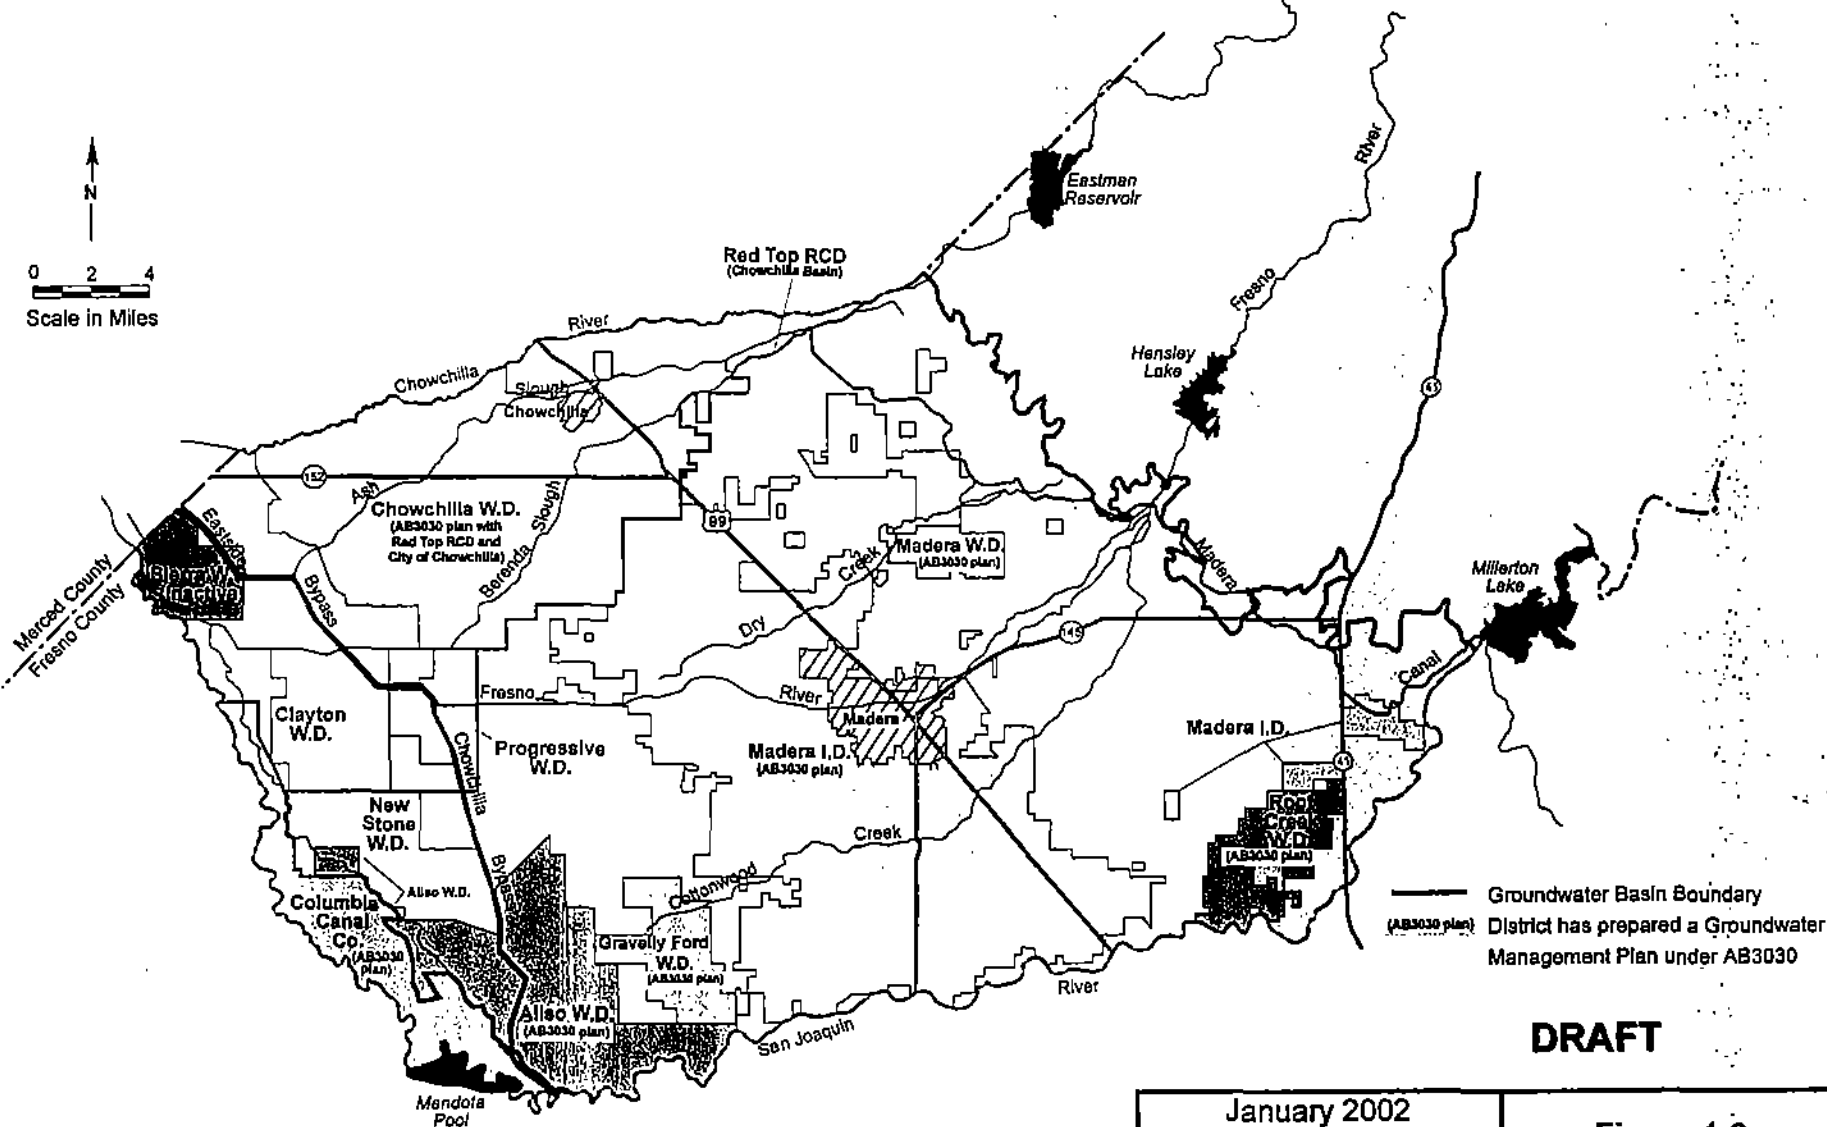 River
Eastman
Reservoir
N
Red Top RCD
(Chowchilla Basin)
0 2 4
Scale in Miles
Fresno
River
Hensley
Lake
Chowchilla
Slough
Chowchilla
41
152
Ash
Chowchilla W.D.
(AB3030 plan with
Red Top RCD and
City of Chowchilla)
Slough
Berenda
99
Eastside
Bypass
Madera W.D.
(AB3030 plan)
Creek
Dry
Madera
Millerton
Lake
Merced County
Fresno County
145
Canal
Fresno
River
Madera
Clayton
W.D.
Progressive
W.D.
Madera I.D.
(AB3030 plan)
Madera I.D.
41
Chowchilla
Bypass
New
Stone
W.D.
Root
Creek
W.D.
(AB3030 plan)
Creek
Cottonwood
Aliso W.D.
Columbia
Canal
Co.
(AB3030
plan)
Gravelly Ford
W.D.
(AB3030 plan)
Aliso W.D.
(AB3030 plan)
San Joaquin
River
Mendota
Pool
Groundwater Basin Boundary
(AB3030 plan) District has prepared a Groundwater
Management Plan under AB3030
DRAFT
January 2002